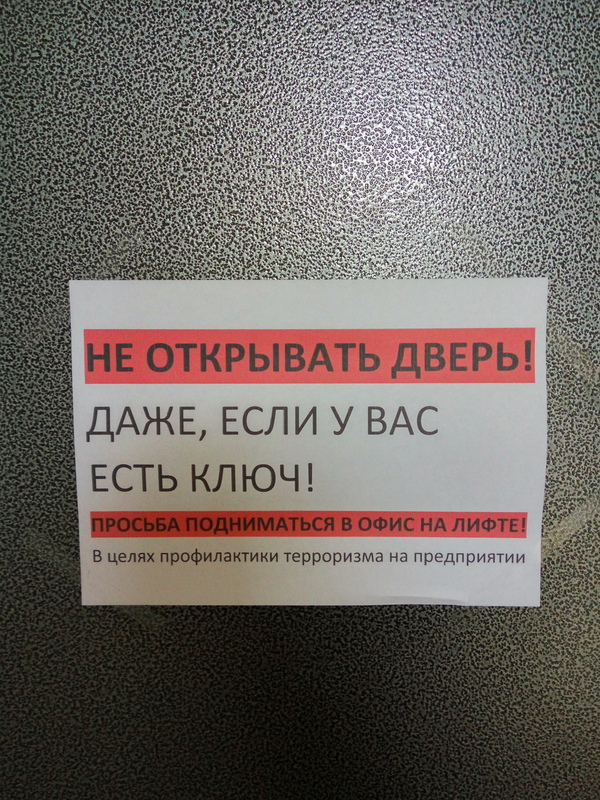 НЕ ОТКРЫВАТЬ ДВЕРЬ!
ДАЖЕ, ЕСЛИ У ВАС
ЕСТЬ КЛЮЧ!
ПРОСЬБА ПОДНИМАТЬСЯ В ОФИС НА ЛИФТЕ!
В целях профилактики терроризма на предприятии